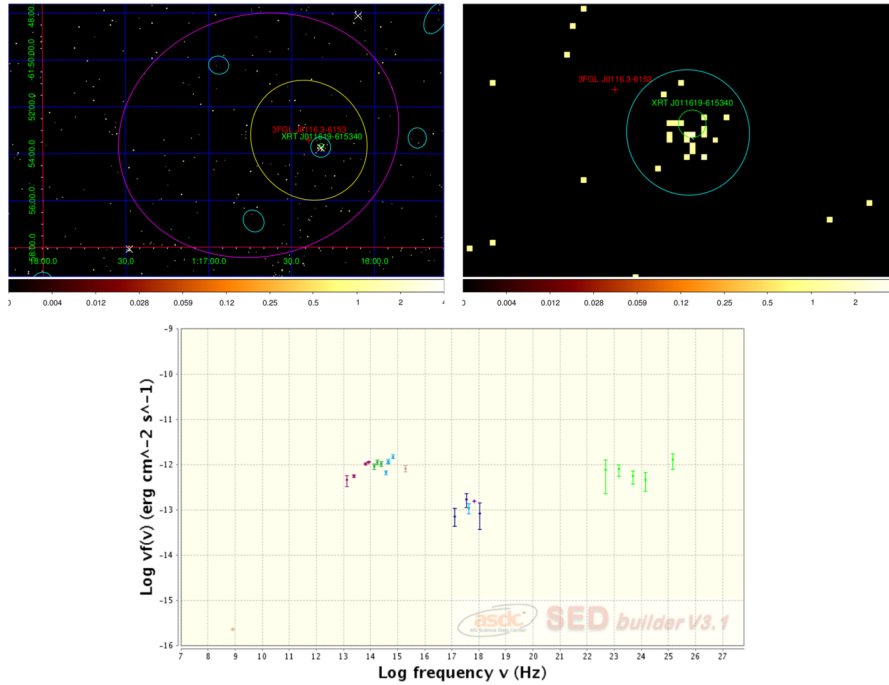 48:00.
-61:50:00.0
52:00.0
3FGL J0116.3-6153
XRT J011619-615340
54:00.0
56:00.0
58:00.0
18:00.0 30.0 1:17:00.0 30.0 16:00.0
0.004 0.012 0.028 0.059 0.12 0.25 0.5 1 2 4
3FGL J0116.3-6153
XRT J011619-615340
0.004 0.012 0.028 0.059 0.12 0.25 0.5 1 2
Log νf(ν) (erg cm^-2 s^-1)
-9
-10
-11
-12
-13
-14
-15
-16
asdc
ASI Science Data Center
SED builder V3.1
7 8 9 10 11 12 13 14 15 16 17 18 19 20 21 22 23 24 25 26 27
Log frequency ν (Hz)